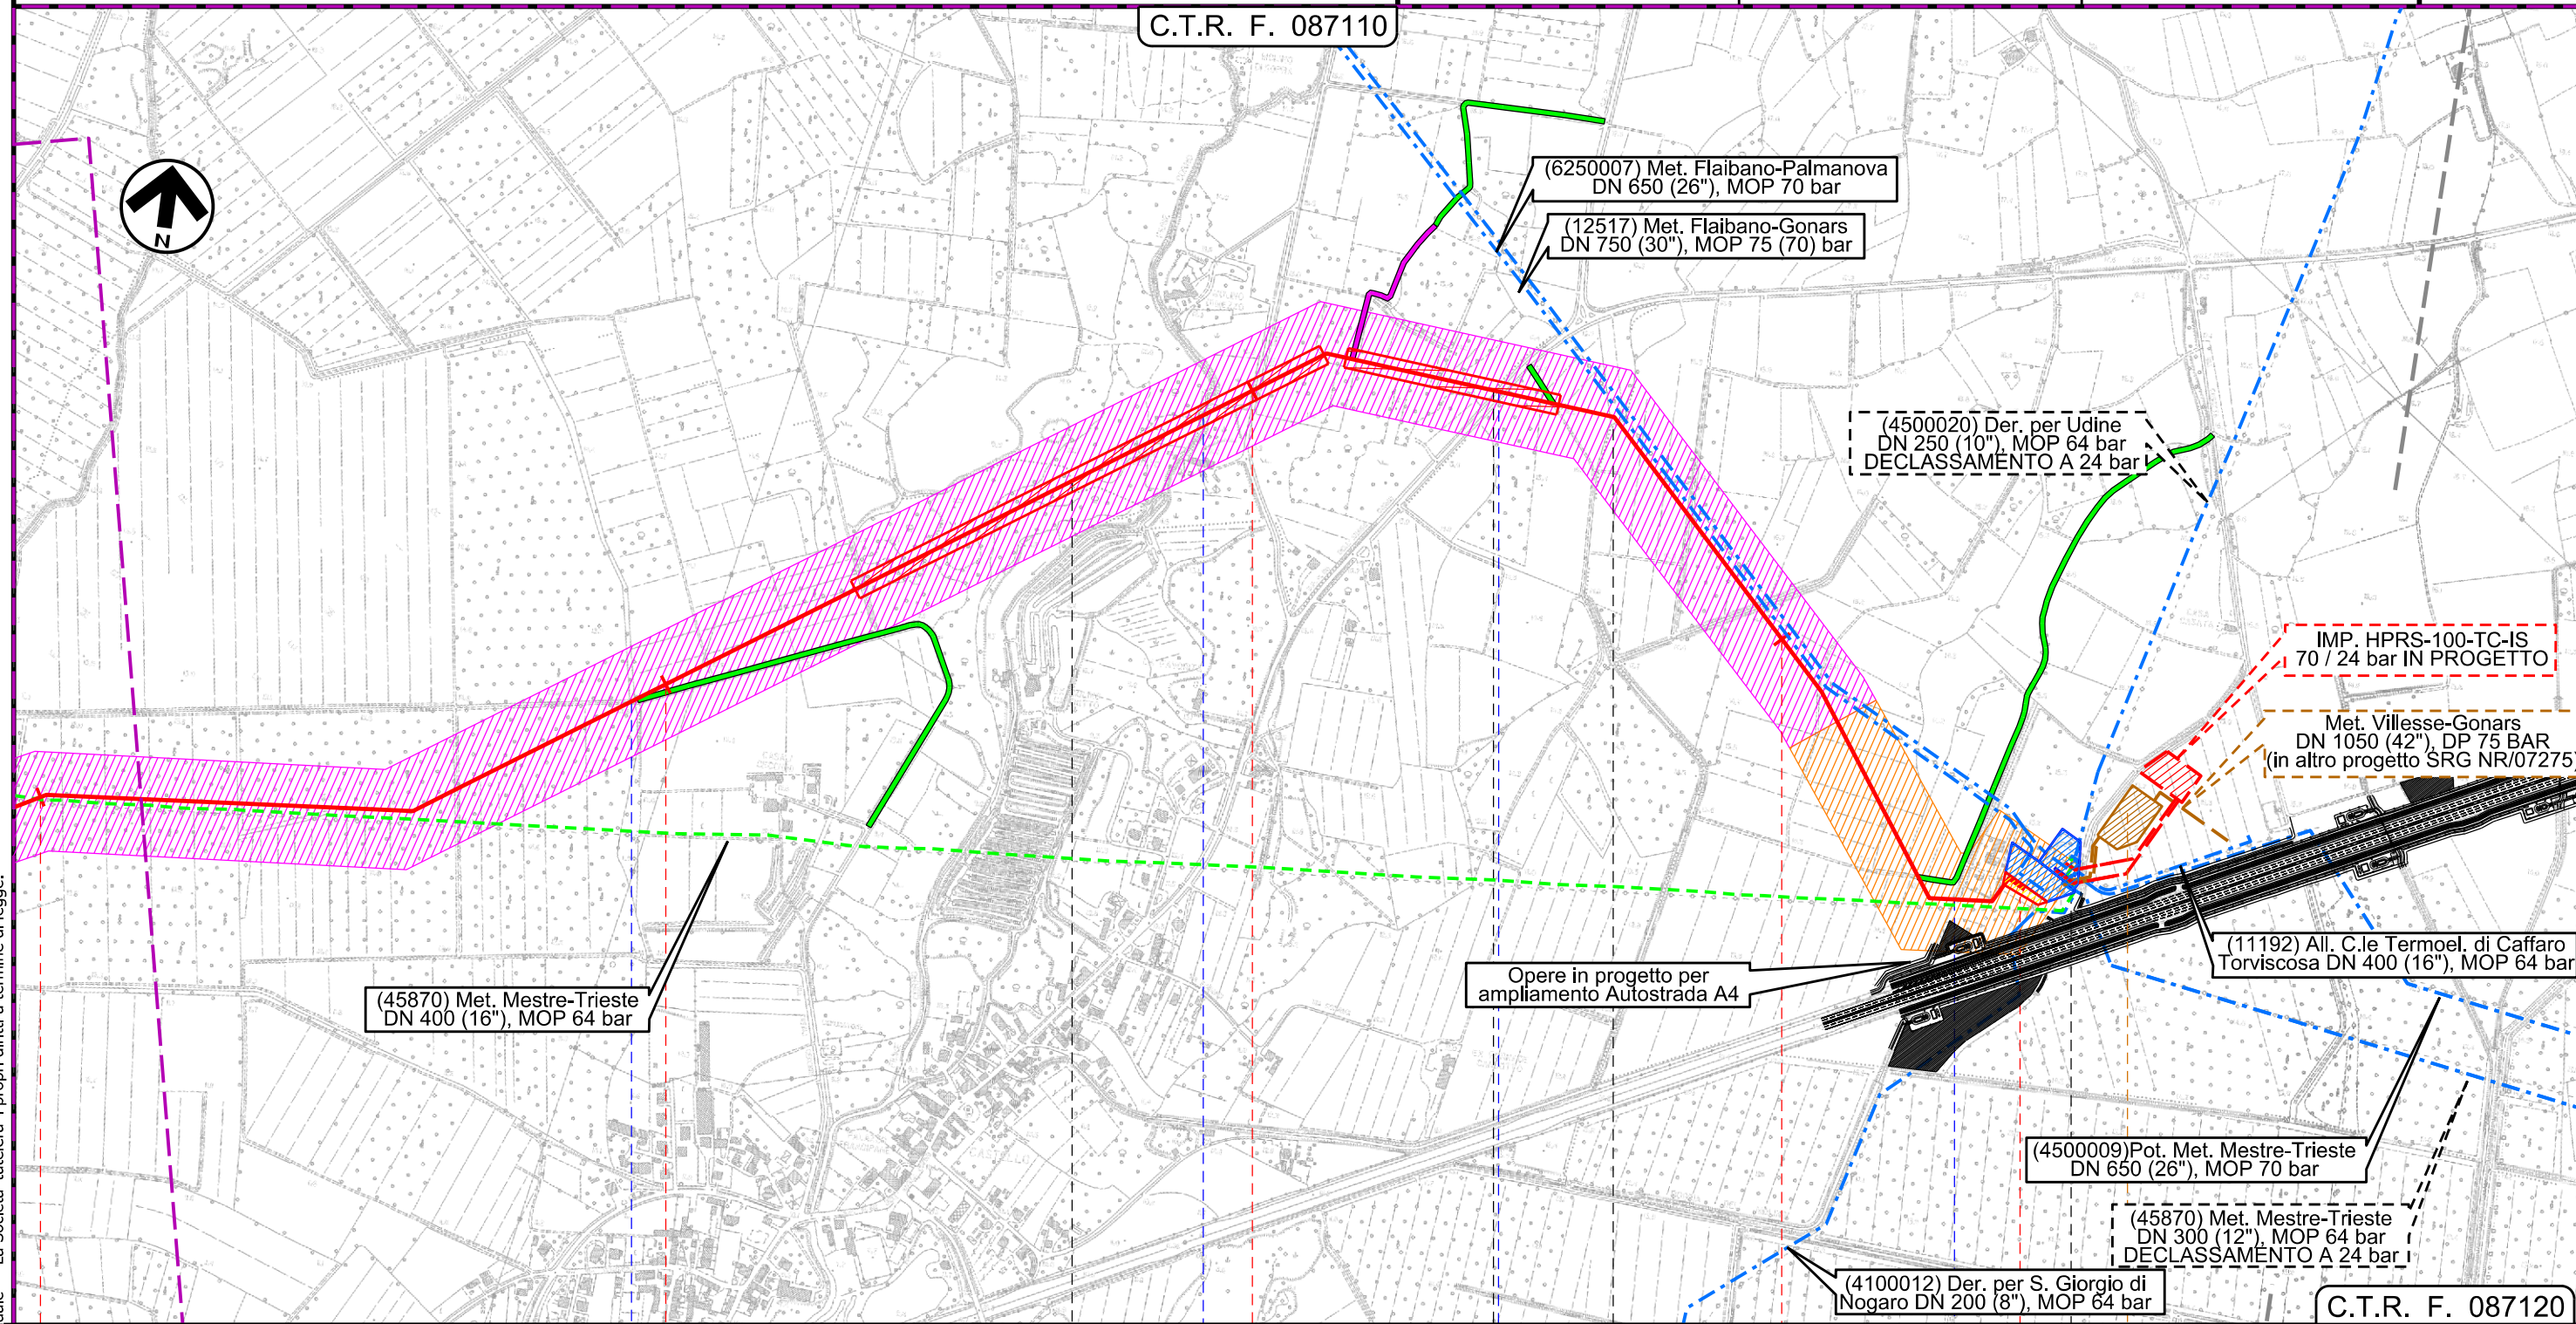 C.T.R. F. 087110
N
(6250007) Met. Flaibano-Palmanova
DN 650 (26"), MOP 70 bar
(12517) Met. Flaibano-Gonars
DN 750 (30"), MOP 75 (70) bar
(4500020) Der. per Udine
DN 250 (10"), MOP 64 bar
DECLASSAMENTO A 24 bar
IMP. HPRS-100-TC-IS
70 / 24 bar IN PROGETTO
Met. Villesse-Gonars
DN 1050 (42"), DP 75 BAR
(in altro progetto SRG NR/07275)
(11192) All. C.le Termoel. di Caffaro
Torviscosa DN 400 (16"), MOP 64 bar
Opere in progetto per
ampliamento Autostrada A4
(45870) Met. Mestre-Trieste
DN 400 (16"), MOP 64 bar
(4500009)Pot. Met. Mestre-Trieste
DN 650 (26"), MOP 70 bar
(45870) Met. Mestre-Trieste
DN 300 (12"), MOP 64 bar
DECLASSAMENTO A 24 bar
(4100012) Der. per S. Giorgio di
Nogaro DN 200 (8"), MOP 64 bar
C.T.R. F. 087120